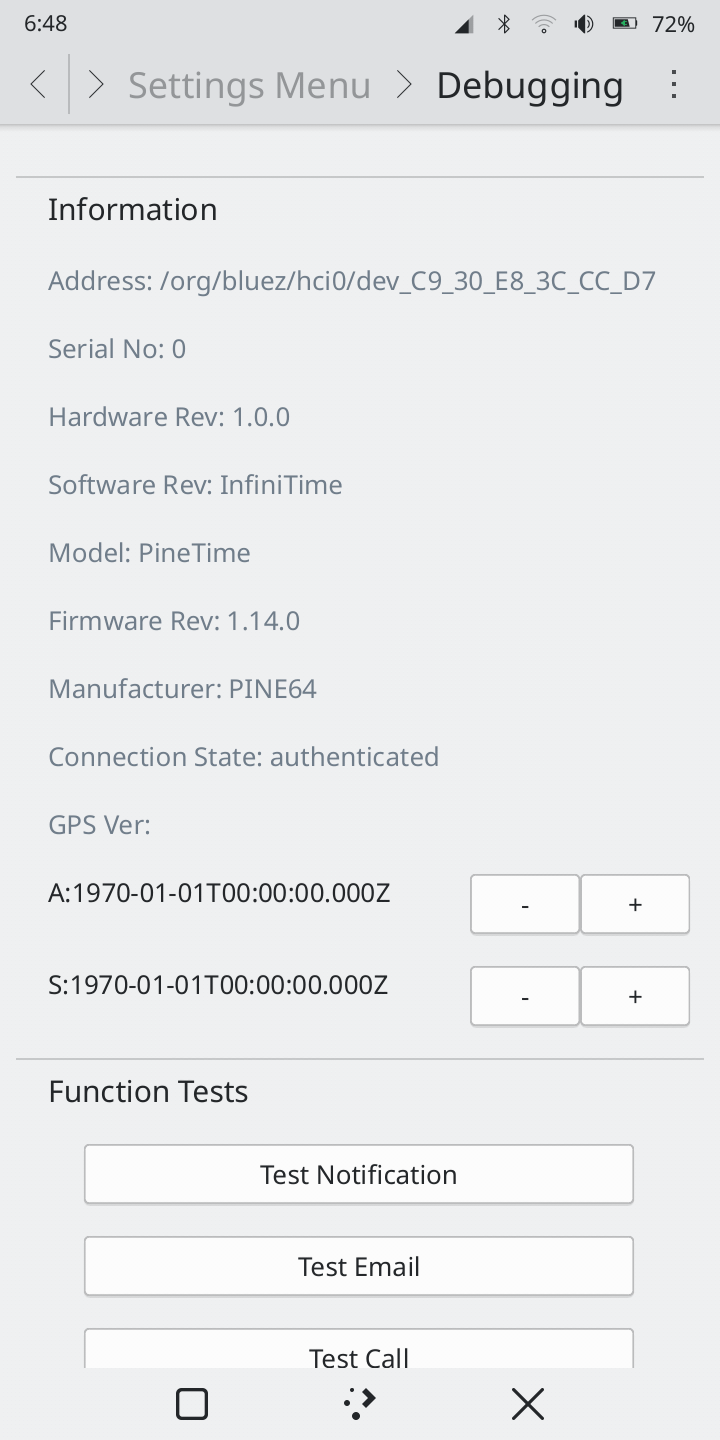 6:48
72%
Settings Menu
Debugging
Information
Address: /org/bluez/hci0/dev_C9_30_E8_3C_CC_D7
Serial No: 0
Hardware Rev: 1.0.0
Software Rev: InfiniTime
Model: PineTime
Firmware Rev: 1.14.0
Manufacturer: PINE64
Connection State: authenticated
GPS Ver:
A:1970-01-01T00:00:00.000Z
-
+
S:1970-01-01T00:00:00.000Z
-
+
Function Tests
Test Notification
Test Email
Test Call